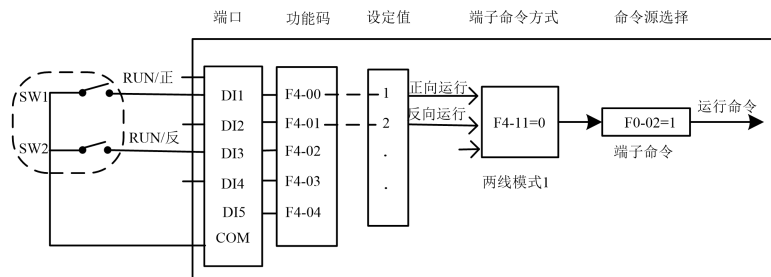 端口 功能码 设定值 端子命令方式 命令源选择
RUN/正
SW1
DI1 F4-00 1 正向运行
DI2 F4-01 2 反向运行
F4-11=0 F0-02=1 运行命令
RUN/反
SW2
DI3 F4-02 .
端子命令
DI4 F4-03 .
两线模式1
DI5 F4-04
COM